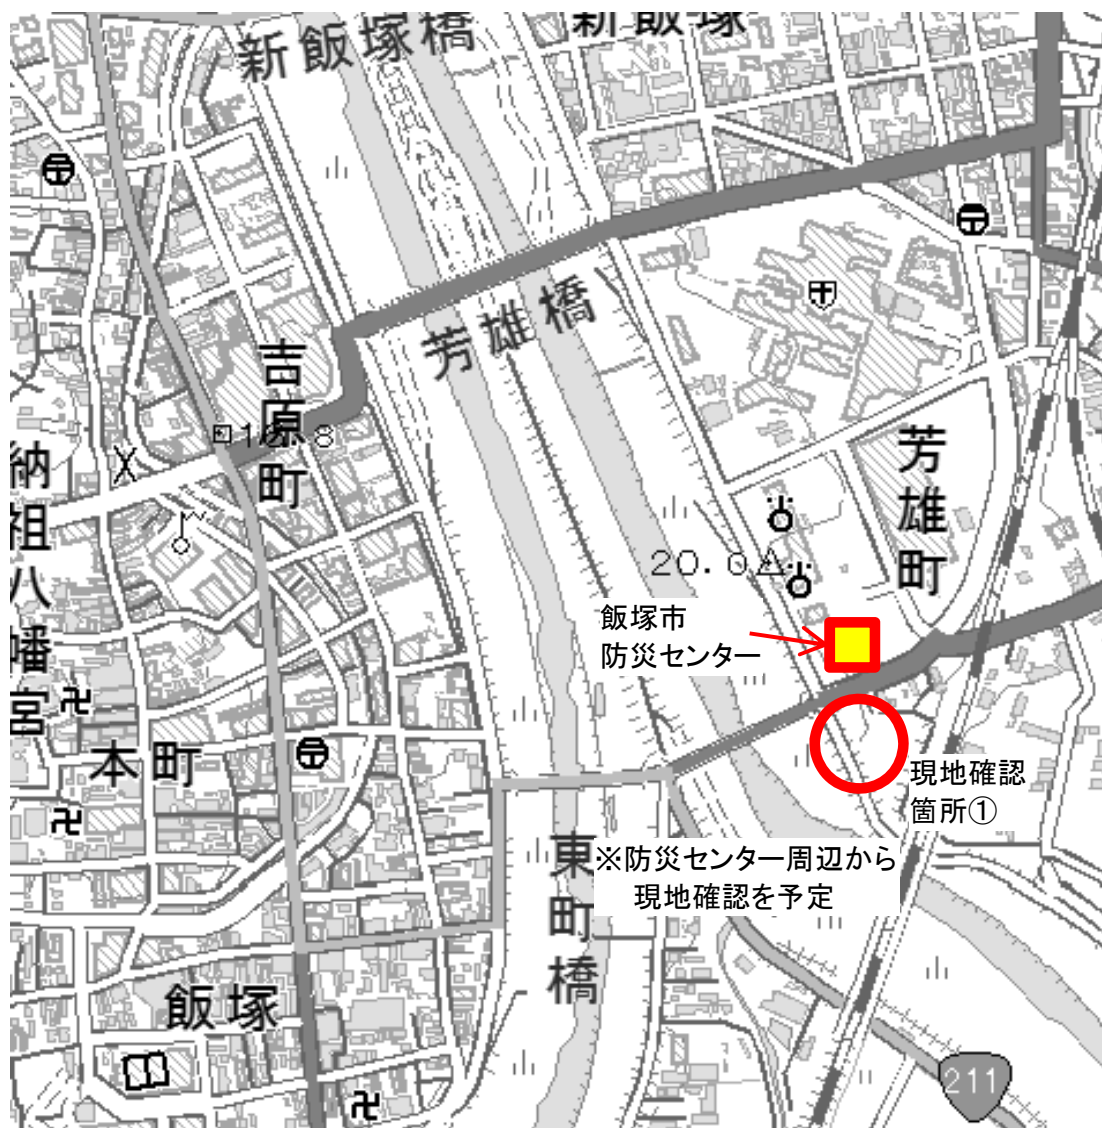 新飯塚橋
新飯塚
芳雄橋
吉原町
納祖八幡宮
芳雄町
20.0
飯塚市
防災センター
本町
現地確認
箇所①
※防災センター周辺から
現地確認を予定
東町橋
飯塚
211